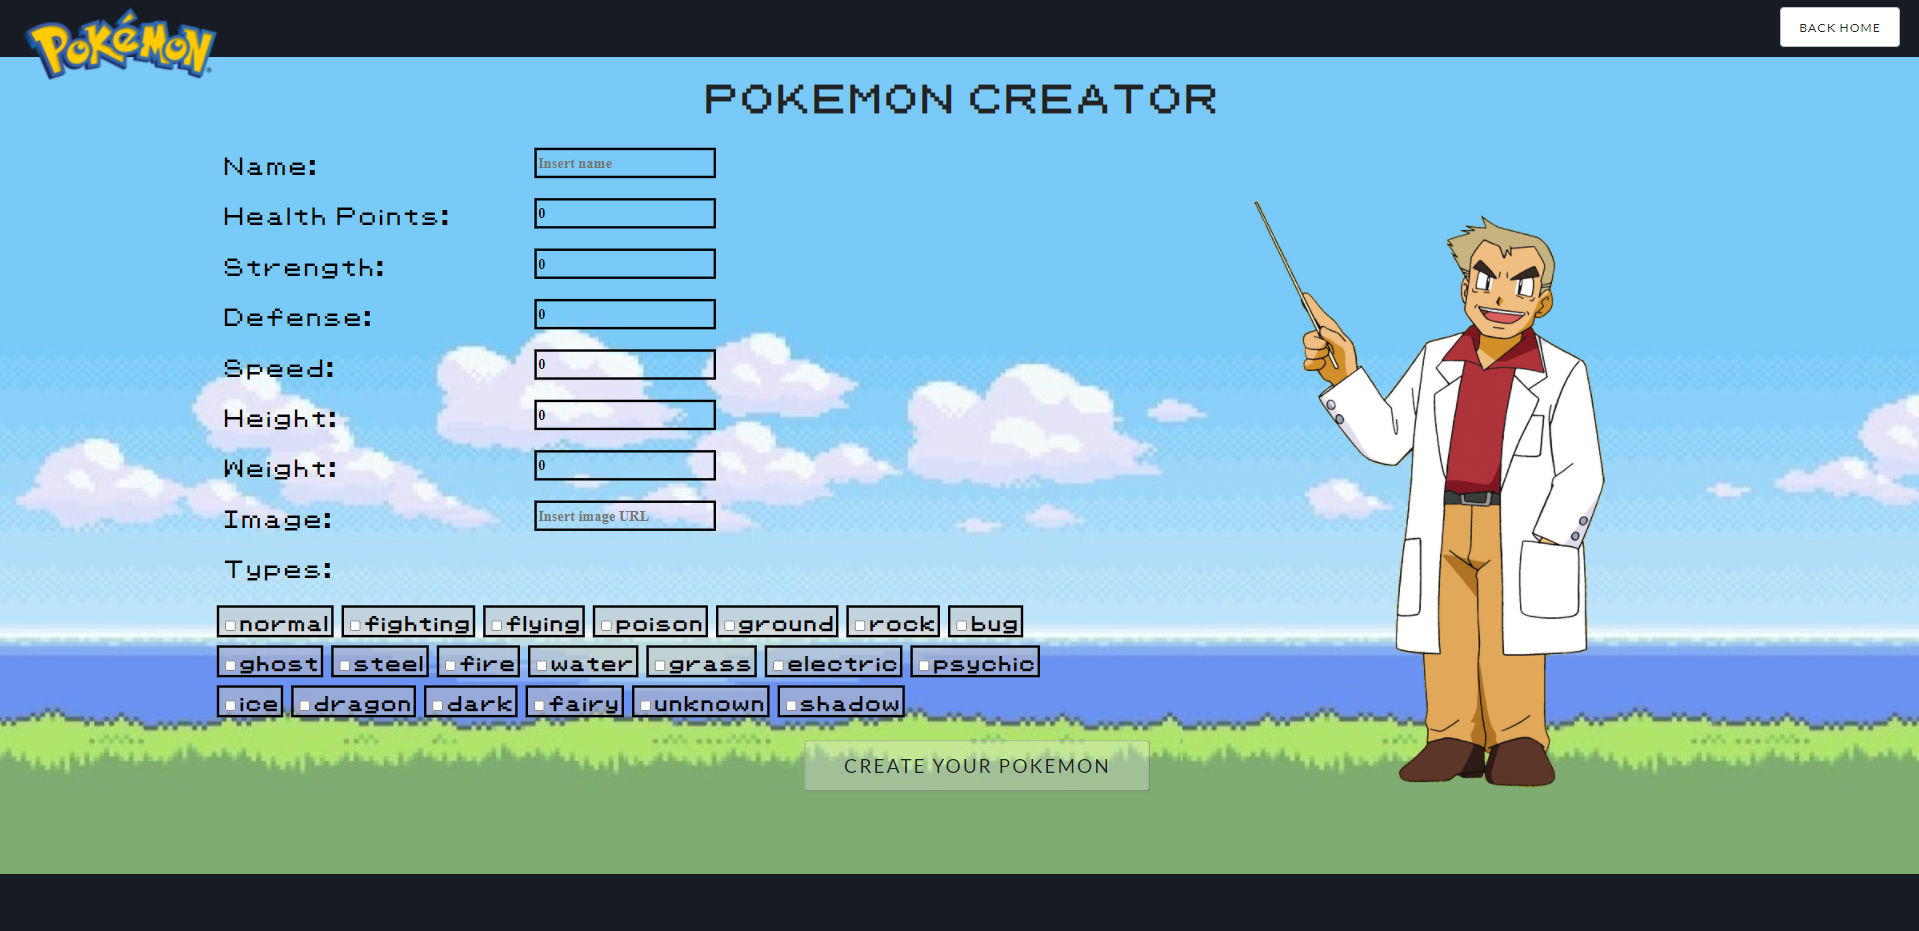 POKéMON
BACK HOME
POKEMON CREATOR
Name: Insert name
Health Points: 0
Strength: 0
Defense: 0
Speed: 0
Height: 0
Weight: 0
Image: Insert image URL
Types:
normal fighting flying poison ground rock bug
ghost steel fire water grass electric psychic
ice dragon dark fairy unknown shadow
CREATE YOUR POKEMON